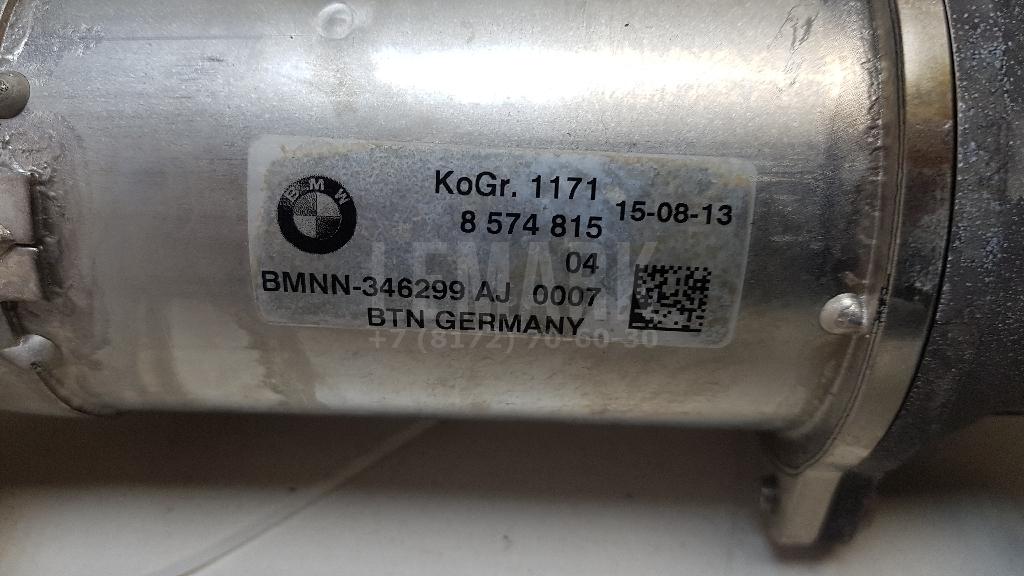 BMW
KoGr. 1171
8 574 815 15-08-13
04
BMNN-346299 AJ 0007
BTN GERMANY
LEMARK
+7 (8172) 70-60-30